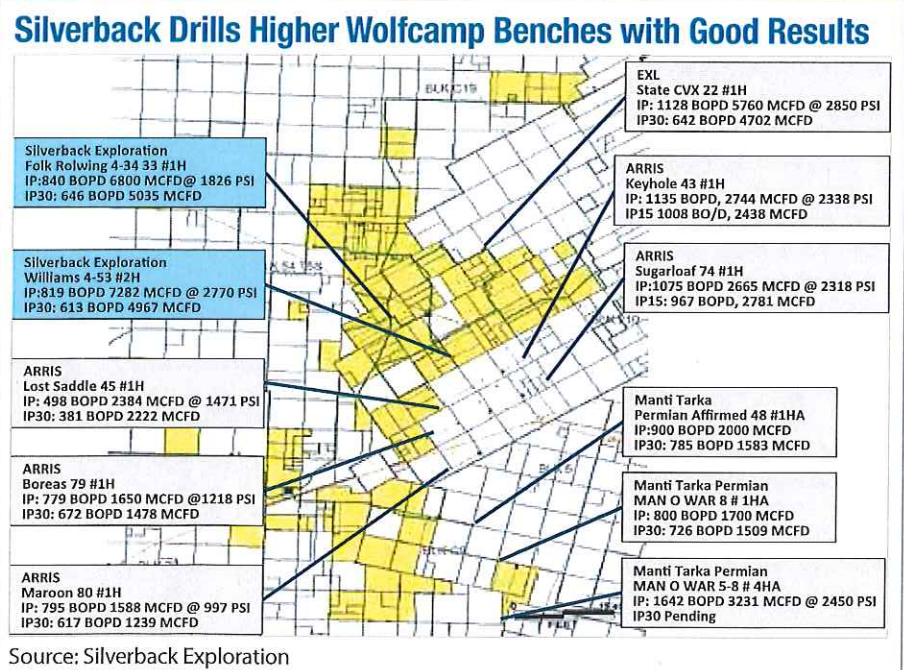 Silverback Drills Higher Wolfcamp Benches with Good Results
EXL
State CVX 22 #1H
IP: 1128 BOPD 5760 MCFD @ 2850 PSI
IP30: 642 BOPD 4702 MCFD
Silverback Exploration
Folk Rolwing 4-34 33 #1H
IP:840 BOPD 6800 MCFD@ 1826 PSI
IP30: 646 BOPD 5035 MCFD
ARRIS
Keyhole 43 #1H
IP: 1135 BOPD, 2744 MCFD @ 2338 PSI
IP15 1008 BO/D, 2438 MCFD
Silverback Exploration
Williams 4-53 #2H
IP:819 BOPD 7282 MCFD @ 2770 PSI
IP30: 613 BOPD 4967 MCFD
ARRIS
Sugarloaf 74 #1H
IP:1075 BOPD 2665 MCFD @ 2318 PSI
IP15: 967 BOPD, 2781 MCFD
ARRIS
Lost Saddle 45 #1H
IP: 498 BOPD 2384 MCFD @ 1471 PSI
IP30: 381 BOPD 2222 MCFD
Manti Tarka
Permian Affirmed 48 #1HA
IP:900 BOPD 2000 MCFD
IP30: 785 BOPD 1583 MCFD
ARRIS
Boreas 79 #1H
IP: 779 BOPD 1650 MCFD @1218 PSI
IP30: 672 BOPD 1478 MCFD
Manti Tarka Permian
MAN O WAR 8 # 1HA
IP: 800 BOPD 1700 MCFD
IP30: 726 BOPD 1509 MCFD
ARRIS
Maroon 80 #1H
IP: 795 BOPD 1588 MCFD @ 997 PSI
IP30: 617 BOPD 1239 MCFD
Manti Tarka Permian
MAN O WAR 5-8 # 4HA
IP: 1642 BOPD 3231 MCFD @ 2450 PSI
IP30 Pending
Source: Silverback Exploration